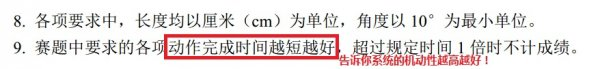 8. 各项要求中，长度均以厘米（cm）为单位，角度以 10° 为最小单位。
9. 赛题中要求的各项动作完成时间越短越好，超过规定时间 1 倍时不计成绩。
告诉你系统的机动性越高越好！